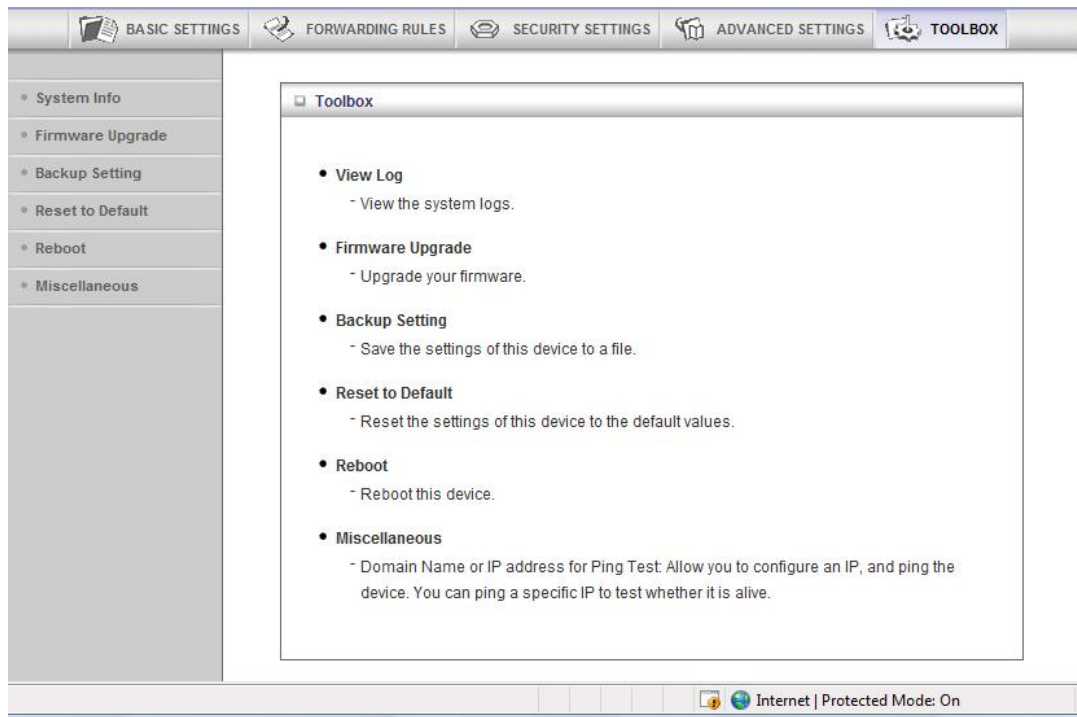 BASIC SETTINGS FORWARDING RULES SECURITY SETTINGS ADVANCED SETTINGS TOOLBOX
System Info
Firmware Upgrade
Backup Setting
Reset to Default
Reboot
Miscellaneous
Toolbox
• View Log
- View the system logs.
• Firmware Upgrade
- Upgrade your firmware.
• Backup Setting
- Save the settings of this device to a file.
• Reset to Default
- Reset the settings of this device to the default values.
• Reboot
- Reboot this device.
• Miscellaneous
- Domain Name or IP address for Ping Test: Allow you to configure an IP, and ping the
device. You can ping a specific IP to test whether it is alive.
Internet | Protected Mode: On